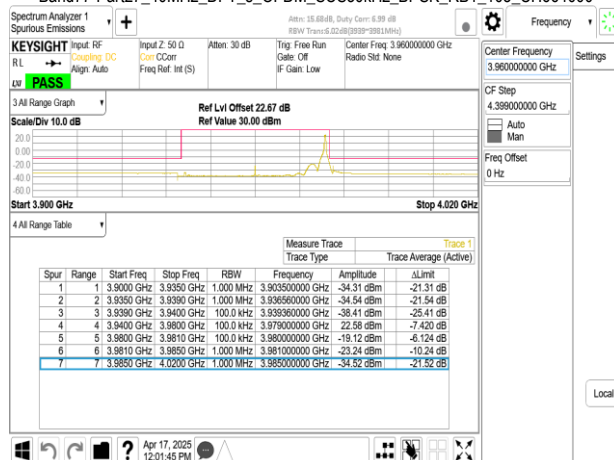 Spectrum Analyzer 1
Spurious Emissions
Attn: 15.68dB, Duty Corr: 6.99 dB
RBW Trans:6.02dB(3939~3981MHz)
Frequency
KEYSIGHT Input: RF Input Z: 50 Ω Atten: 30 dB Trig: Free Run Center Freq: 3.960000000 GHz
RL Coupling: DC Corr CCorr Gate: Off Radio Std: None
Align: Auto Freq Ref: Int (S) IF Gain: Low
LXI PASS
Center Frequency
3.960000000 GHz
Settings
CF Step
4.399000000 GHz
Auto
Man
Freq Offset
0 Hz
3 All Range Graph
Ref Lvl Offset 22.67 dB
Scale/Div 10.0 dB Ref Value 30.00 dBm
20.0
0.00
-20.0
-40.0
-60.0
Start 3.900 GHz Stop 4.020 GHz
4 All Range Table
Measure Trace Trace 1
Trace Type Trace Average (Active)
Spur Range Start Freq Stop Freq RBW Frequency Amplitude ΔLimit
1 1 3.9000 GHz 3.9350 GHz 1.000 MHz 3.903500000 GHz -34.31 dBm -21.31 dB
2 2 3.9350 GHz 3.9390 GHz 1.000 MHz 3.936560000 GHz -34.54 dBm -21.54 dB
3 3 3.9390 GHz 3.9400 GHz 100.0 kHz 3.939360000 GHz -38.41 dBm -25.41 dB
4 4 3.9400 GHz 3.9800 GHz 100.0 kHz 3.979000000 GHz 22.58 dBm -7.420 dB
5 5 3.9800 GHz 3.9810 GHz 100.0 kHz 3.980000000 GHz -19.12 dBm -6.124 dB
6 6 3.9810 GHz 3.9850 GHz 1.000 MHz 3.981000000 GHz -23.24 dBm -10.24 dB
7 7 3.9850 GHz 4.0200 GHz 1.000 MHz 3.985000000 GHz -34.52 dBm -21.52 dB
Local
Apr 17, 2025
12:01:45 PM